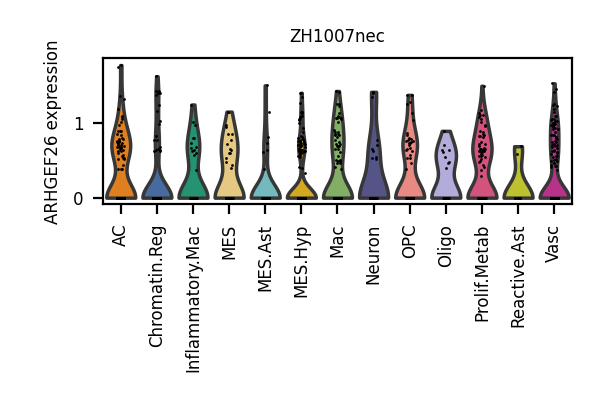 ZH1007nec
ARHGEF26 expression
1
0
AC
Chromatin.Reg
Inflammatory.Mac
MES
MES.Ast
MES.Hyp
Mac
Neuron
OPC
Oligo
Prolif.Metab
Reactive.Ast
Vasc